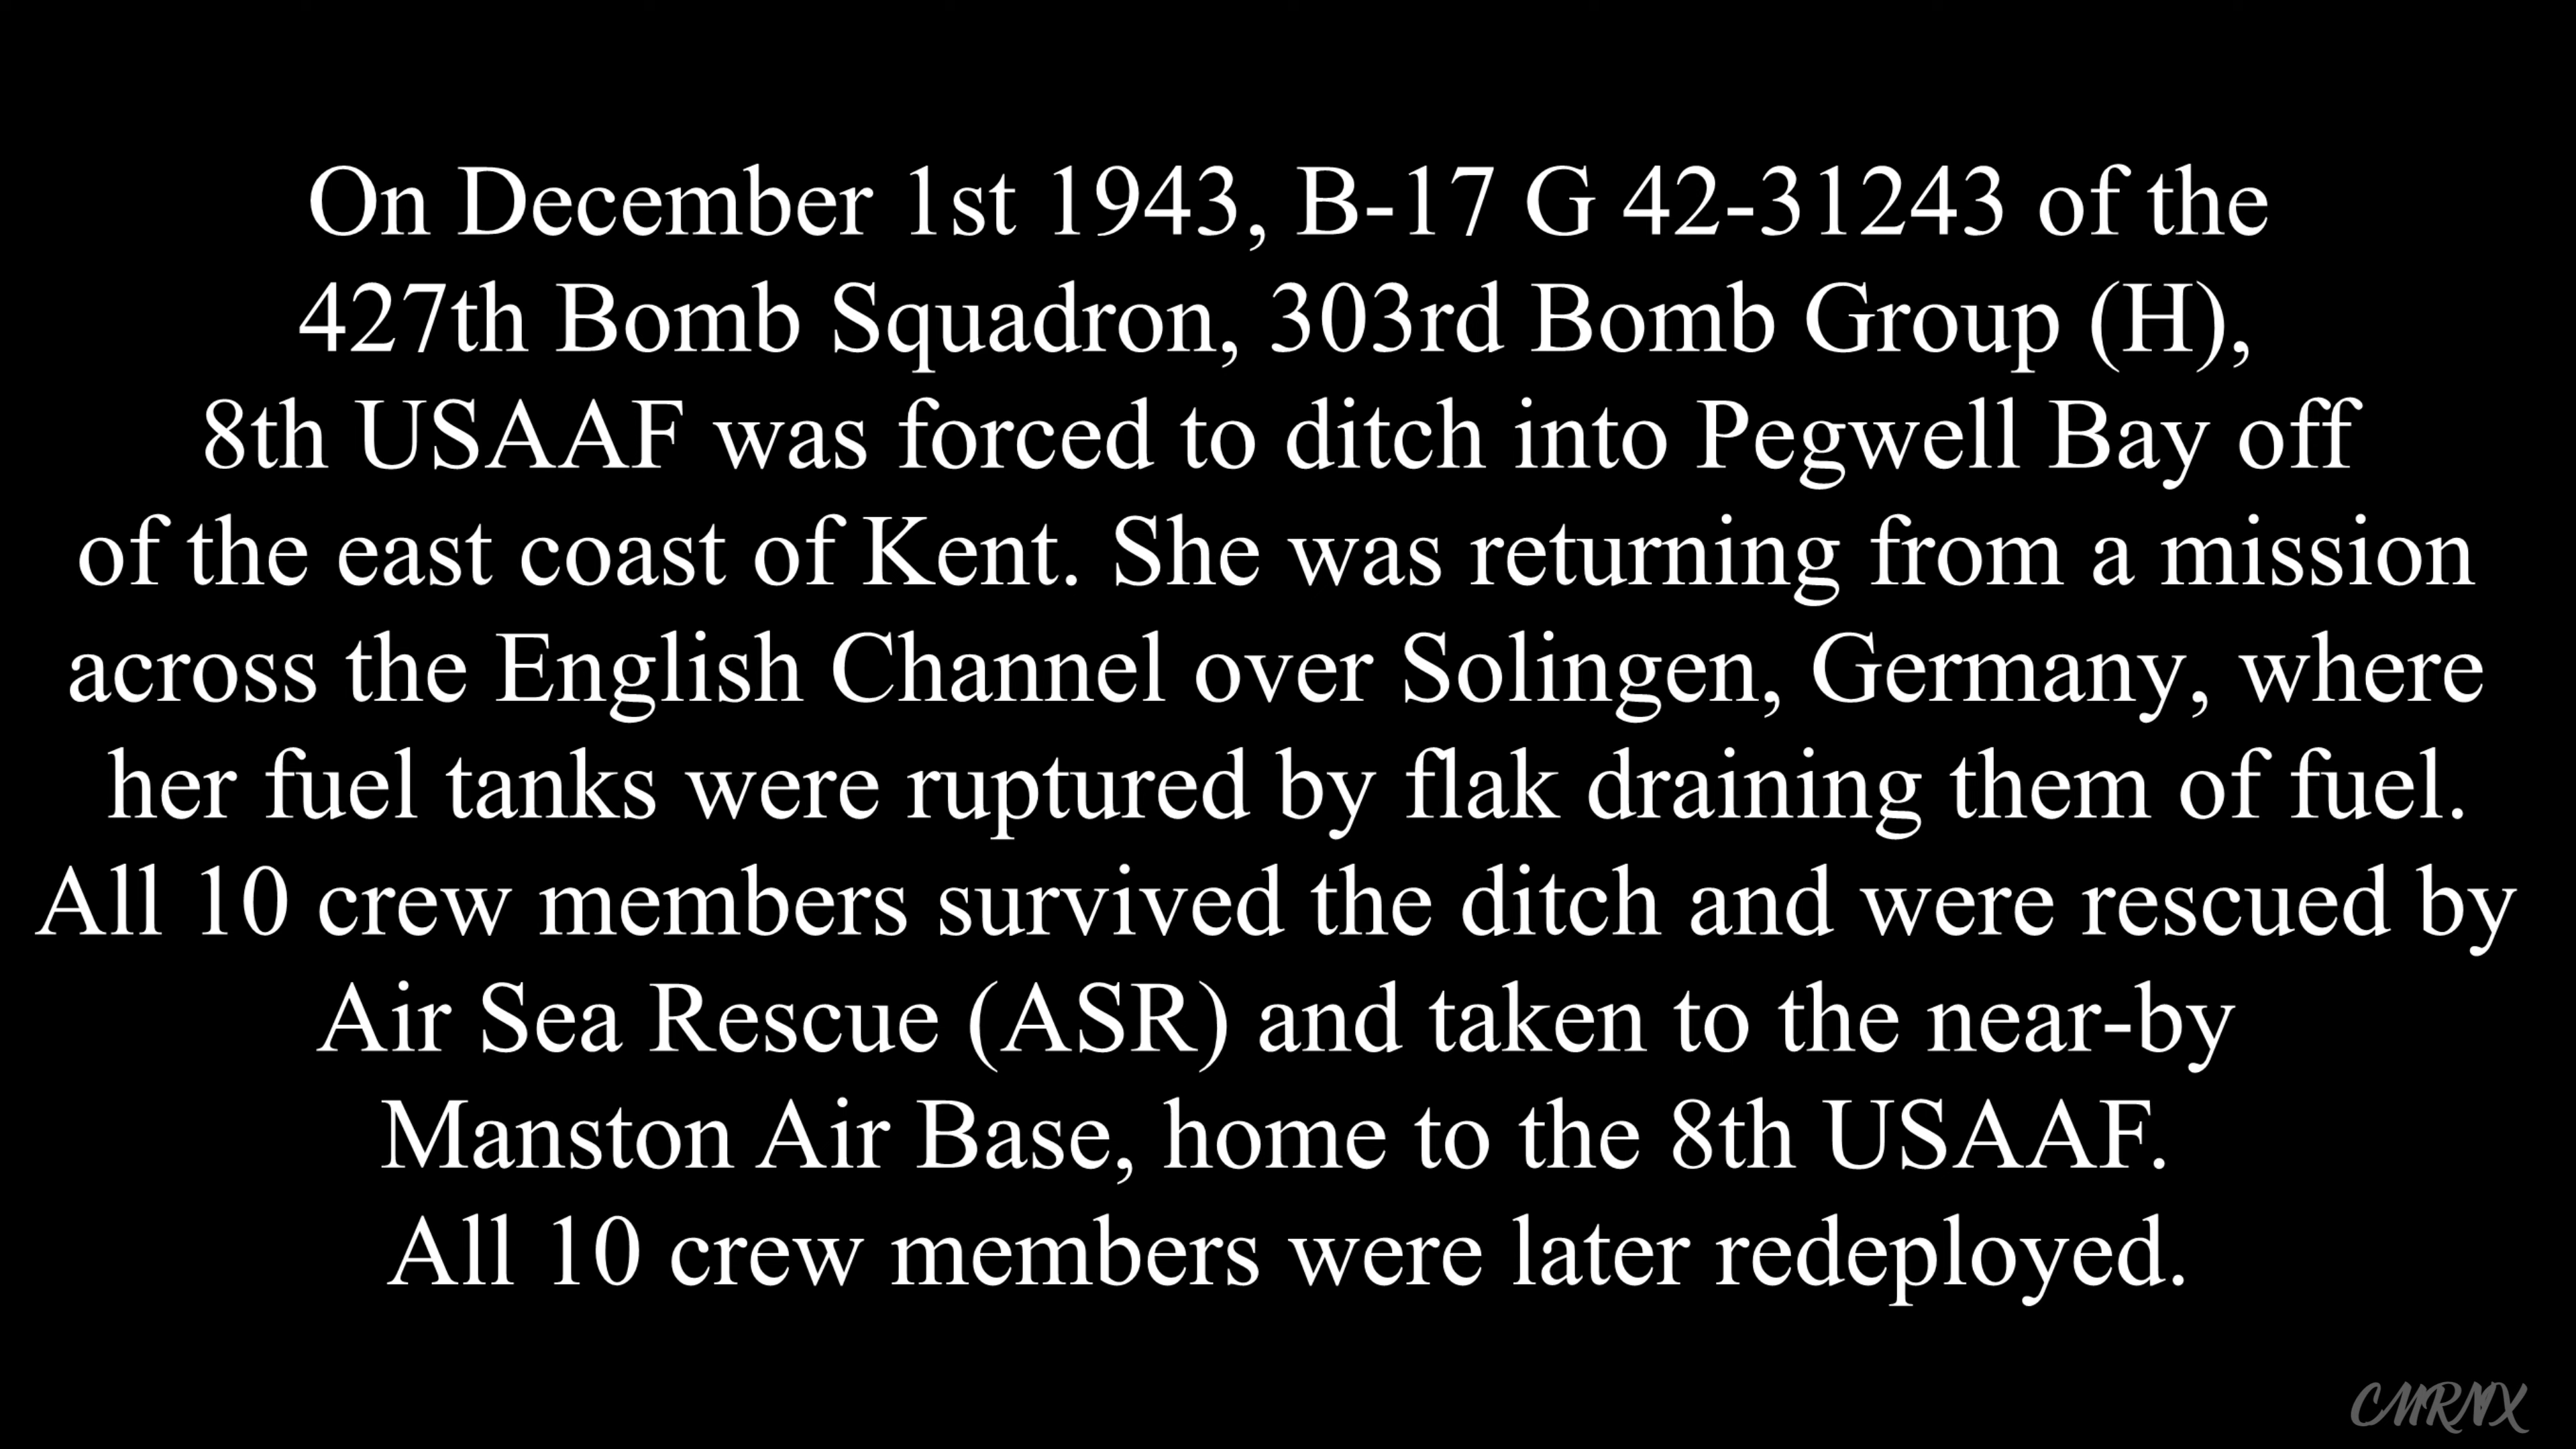 On December 1st 1943, B-17 G 42-31243 of the
427th Bomb Squadron, 303rd Bomb Group (H),
8th USAAF was forced to ditch into Pegwell Bay off
of the east coast of Kent. She was returning from a mission
across the English Channel over Solingen, Germany, where
her fuel tanks were ruptured by flak draining them of fuel.
All 10 crew members survived the ditch and were rescued by
Air Sea Rescue (ASR) and taken to the near-by
Manston Air Base, home to the 8th USAAF.
All 10 crew members were later redeployed.
CMRNX